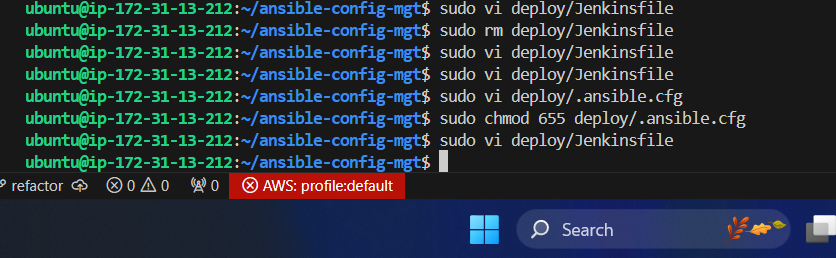 ubuntu@ip-172-31-13-212:~/ansible-config-mgt$ sudo vi deploy/Jenkinsfile
ubuntu@ip-172-31-13-212:~/ansible-config-mgt$ sudo rm deploy/Jenkinsfile
ubuntu@ip-172-31-13-212:~/ansible-config-mgt$ sudo vi deploy/Jenkinsfile
ubuntu@ip-172-31-13-212:~/ansible-config-mgt$ sudo vi deploy/Jenkinsfile
ubuntu@ip-172-31-13-212:~/ansible-config-mgt$ sudo vi deploy/.ansible.cfg
ubuntu@ip-172-31-13-212:~/ansible-config-mgt$ sudo chmod 655 deploy/.ansible.cfg
ubuntu@ip-172-31-13-212:~/ansible-config-mgt$ sudo vi deploy/Jenkinsfile
ubuntu@ip-172-31-13-212:~/ansible-config-mgt$
refactor 0 0 0 AWS: profile:default
Search